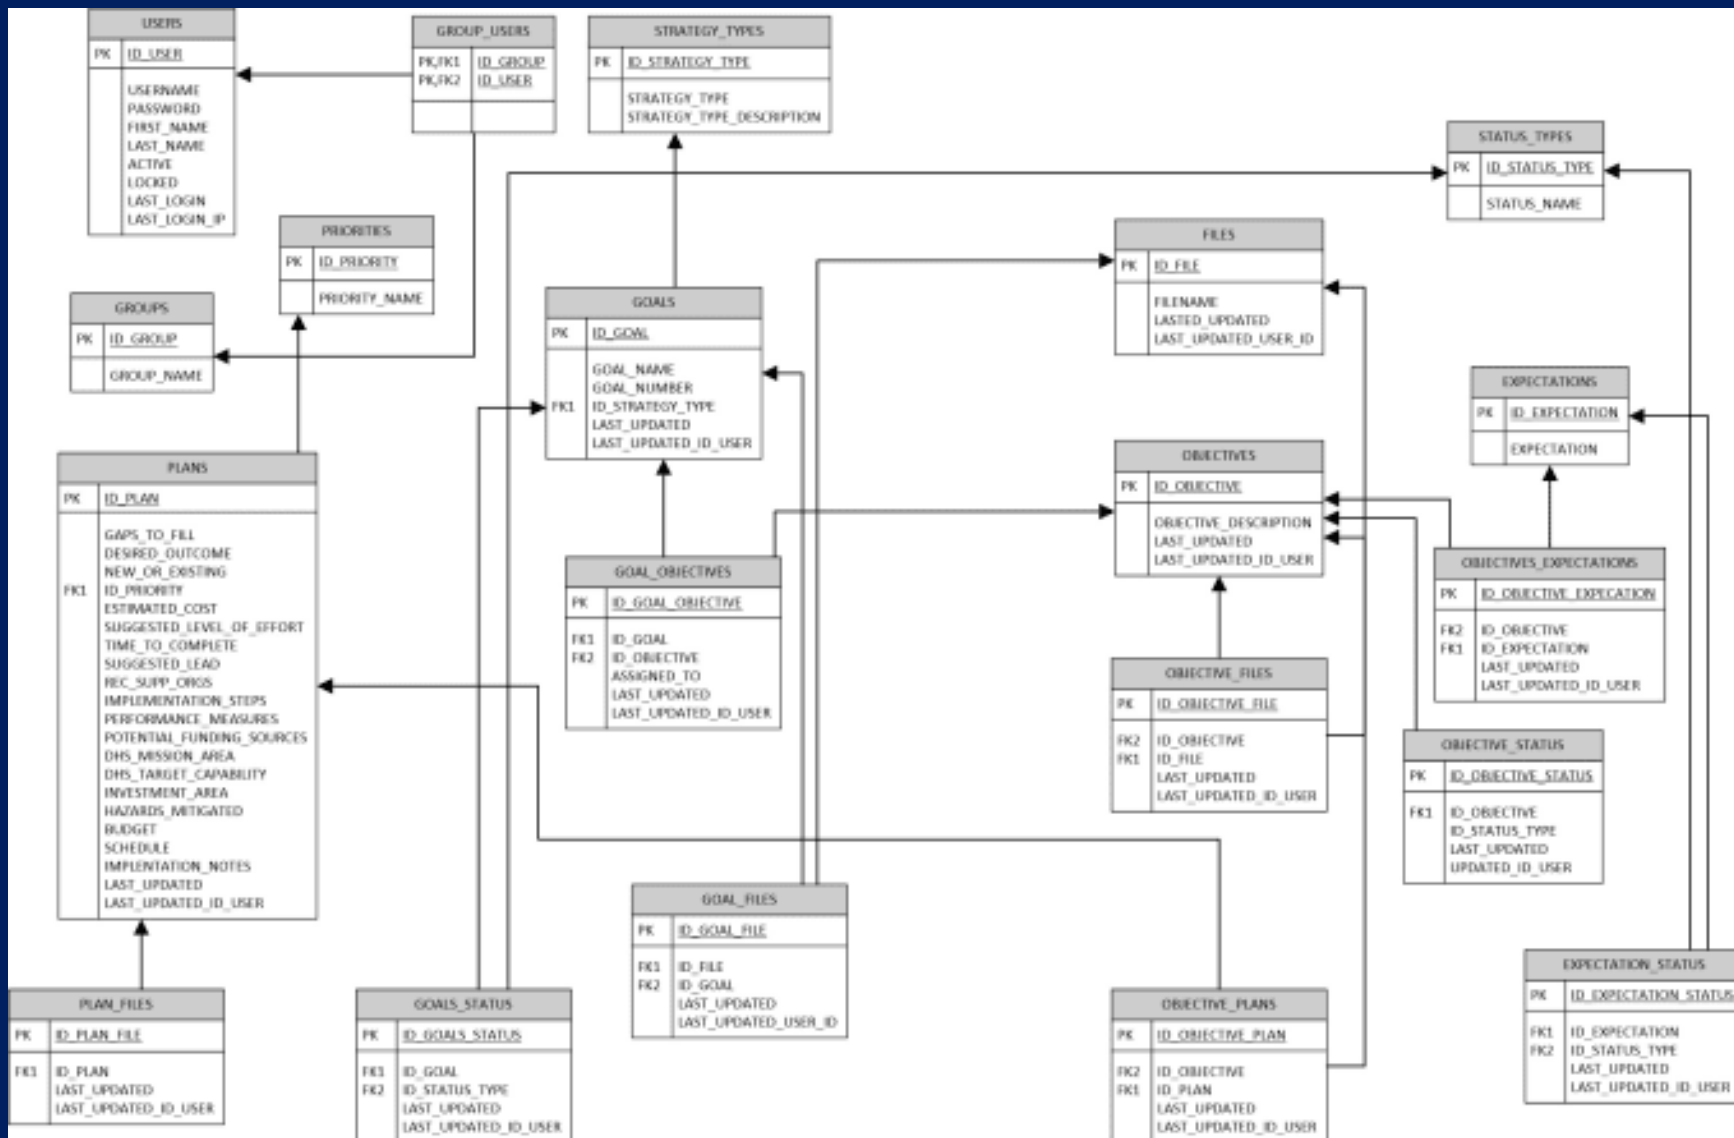 USERS
PK ID_USER
USERNAME
PASSWORD
FIRST_NAME
LAST_NAME
ACTIVE
LOCKED
LAST_LOGIN
LAST_LOGIN_IP
GROUP_USERS
PK,FK1 ID_GROUP
PK,FK2 ID_USER
STRATEGY_TYPES
PK ID_STRATEGY_TYPE
STRATEGY_TYPE
STRATEGY_TYPE_DESCRIPTION
STATUS_TYPES
PK ID_STATUS_TYPE
STATUS_NAME
PRIORITIES
PK ID_PRIORITY
PRIORITY_NAME
FILES
PK ID_FILE
FILENAME
LASTED_UPDATED
LAST_UPDATED_USER_ID
GROUPS
PK ID_GROUP
GROUP_NAME
GOALS
PK ID_GOAL
GOAL_NAME
GOAL_NUMBER
FK1 ID_STRATEGY_TYPE
LAST_UPDATED
LAST_UPDATED_ID_USER
EXPECTATIONS
PK ID_EXPECTATION
EXPECTATION
OBJECTIVES
PK ID_OBJECTIVE
OBJECTIVE_DESCRIPTION
LAST_UPDATED
LAST_UPDATED_ID_USER
PLANS
PK ID_PLAN
GAPS_TO_FILL
DESIRED_OUTCOME
NEW_OR_EXISTING
FK1 ID_PRIORITY
ESTIMATED_COST
SUGGESTED_LEVEL_OF_EFFORT
TIME_TO_COMPLETE
SUGGESTED_LEAD
REC_SUPP_ORGS
IMPLEMENTATION_STEPS
PERFORMANCE_MEASURES
POTENTIAL_FUNDING_SOURCES
DHS_MISSION_AREA
DHS_TARGET_CAPABILITY
INVESTMENT_AREA
HAZARDS_MITIGATED
BUDGET
SCHEDULE
IMPLENTATION_NOTES
LAST_UPDATED
LAST_UPDATED_ID_USER
GOAL_OBJECTIVES
PK ID_GOAL_OBJECTIVE
FK1 ID_GOAL
FK2 ID_OBJECTIVE
ASSIGNED_TO
LAST_UPDATED
LAST_UPDATED_ID_USER
OBJECTIVES_EXPECTATIONS
PK ID_OBJECTIVE_EXPECATION
FK2 ID_OBJECTIVE
FK1 ID_EXPECTATION
LAST_UPDATED
LAST_UPDATED_ID_USER
OBJECTIVE_FILES
PK ID_OBJECTIVE_FILE
FK2 ID_OBJECTIVE
FK1 ID_FILE
LAST_UPDATED
LAST_UPDATED_ID_USER
OBJECTIVE_STATUS
PK ID_OBJECTIVE_STATUS
FK1 ID_OBJECTIVE
ID_STATUS_TYPE
LAST_UPDATED
UPDATED_ID_USER
GOAL_FILES
PK ID_GOAL_FILE
FK1 ID_FILE
FK2 ID_GOAL
LAST_UPDATED
LAST_UPDATED_USER_ID
EXPECTATION_STATUS
PK ID_EXPECTATION_STATUS
FK1 ID_EXPECTATION
FK2 ID_STATUS_TYPE
LAST_UPDATED
LAST_UPDATED_ID_USER
PLAN_FILES
PK ID_PLAN_FILE
FK1 ID_PLAN
LAST_UPDATED
LAST_UPDATED_ID_USER
GOALS_STATUS
PK ID_GOALS_STATUS
FK1 ID_GOAL
FK2 ID_STATUS_TYPE
LAST_UPDATED
LAST_UPDATED_ID_USER
OBJECTIVE_PLANS
PK ID_OBJECTIVE_PLAN
FK2 ID_OBJECTIVE
FK1 ID_PLAN
LAST_UPDATED
LAST_UPDATED_ID_USER